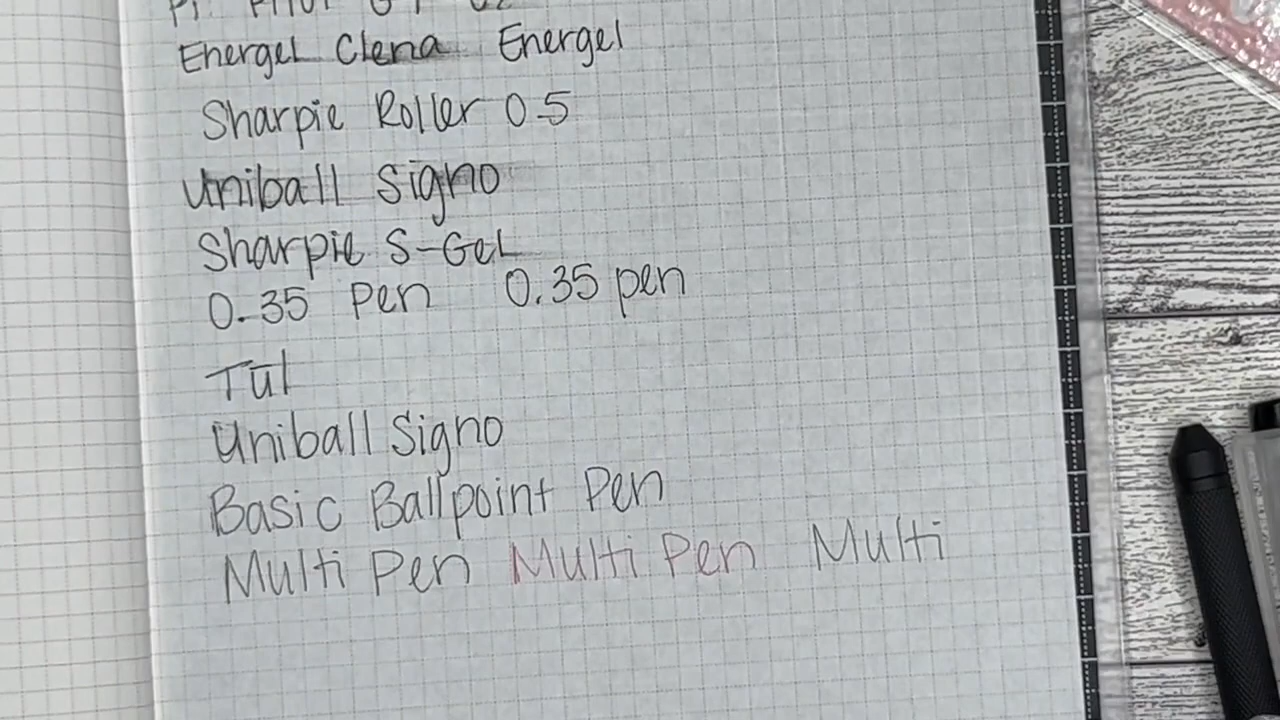 Energel Clena Energel
Sharpie Roller 0.5
Uniball Signo
Sharpie S-Gel
0.35 Pen 0.35 pen
Tūl
Uniball Signo
Basic Ballpoint Pen
Multi Pen Multi Pen Multi